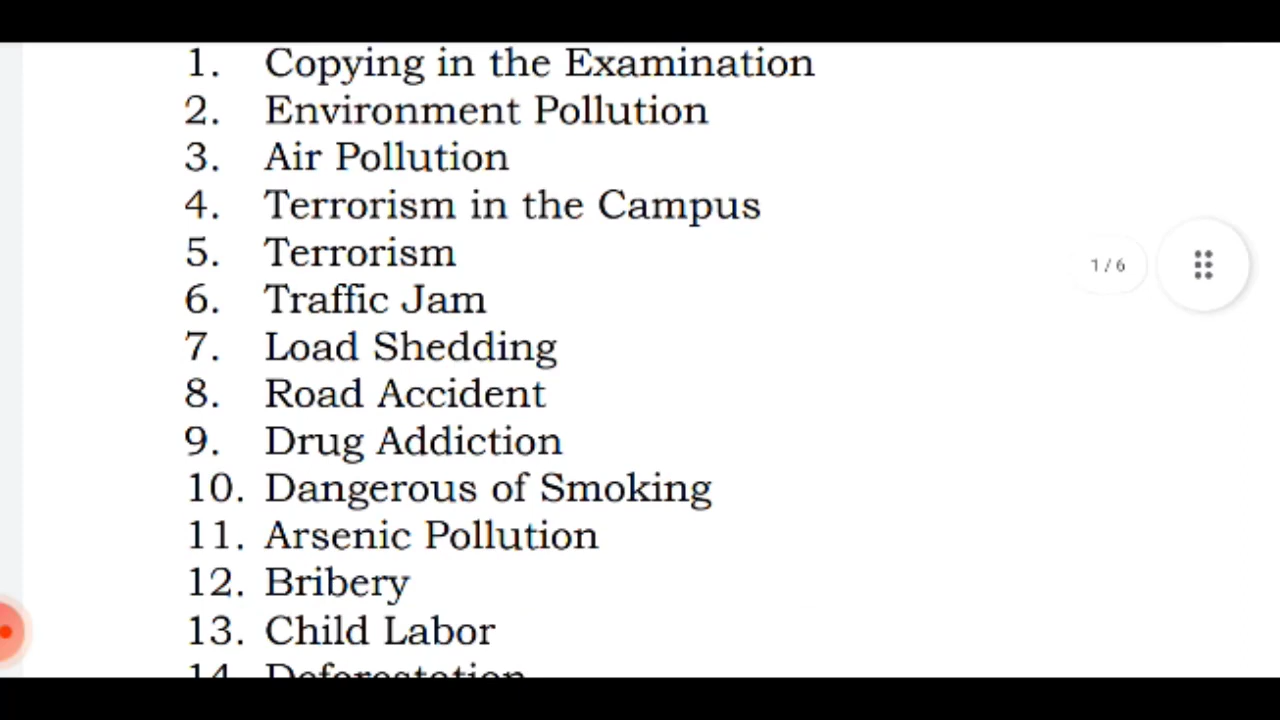 1. Copying in the Examination
2. Environment Pollution
3. Air Pollution
4. Terrorism in the Campus
5. Terrorism
1/6
6. Traffic Jam
7. Load Shedding
8. Road Accident
9. Drug Addiction
10. Dangerous of Smoking
11. Arsenic Pollution
12. Bribery
13. Child Labor
14. Deforestation